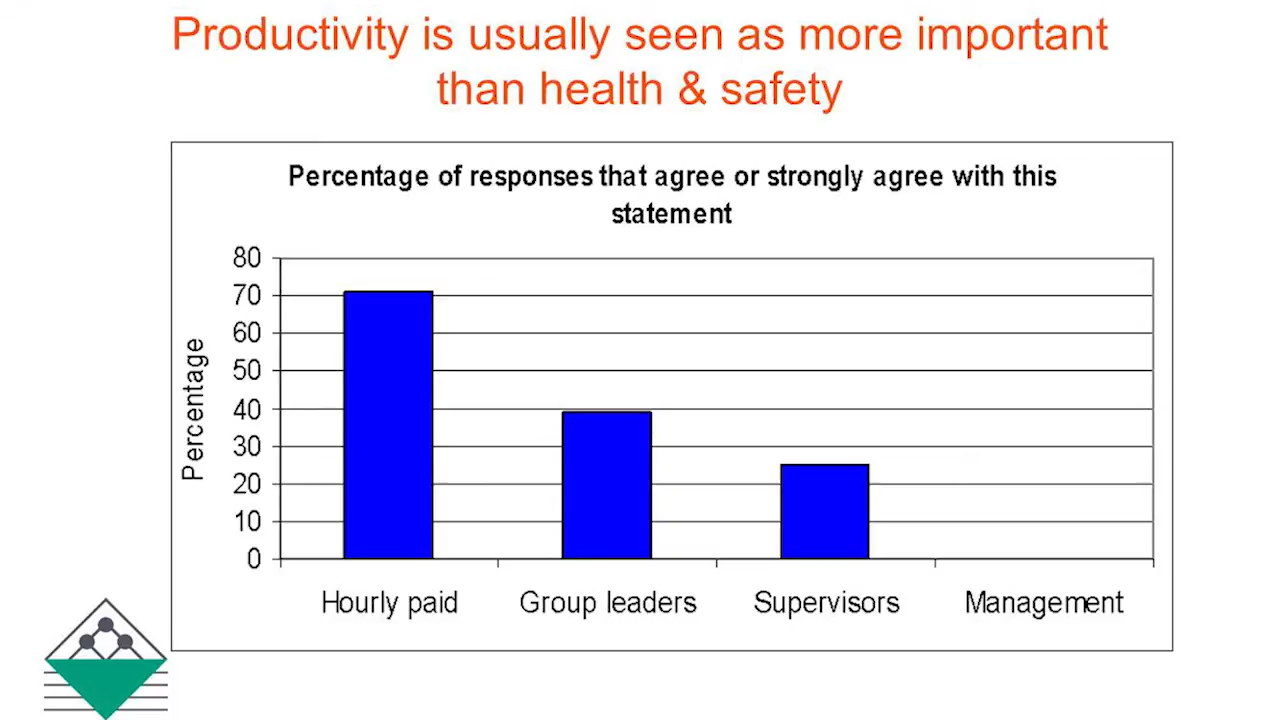 Productivity is usually seen as more important
than health & safety
Percentage of responses that agree or strongly agree with this
statement
Percentage
80
70
60
50
40
30
20
10
0
Hourly paid Group leaders Supervisors Management